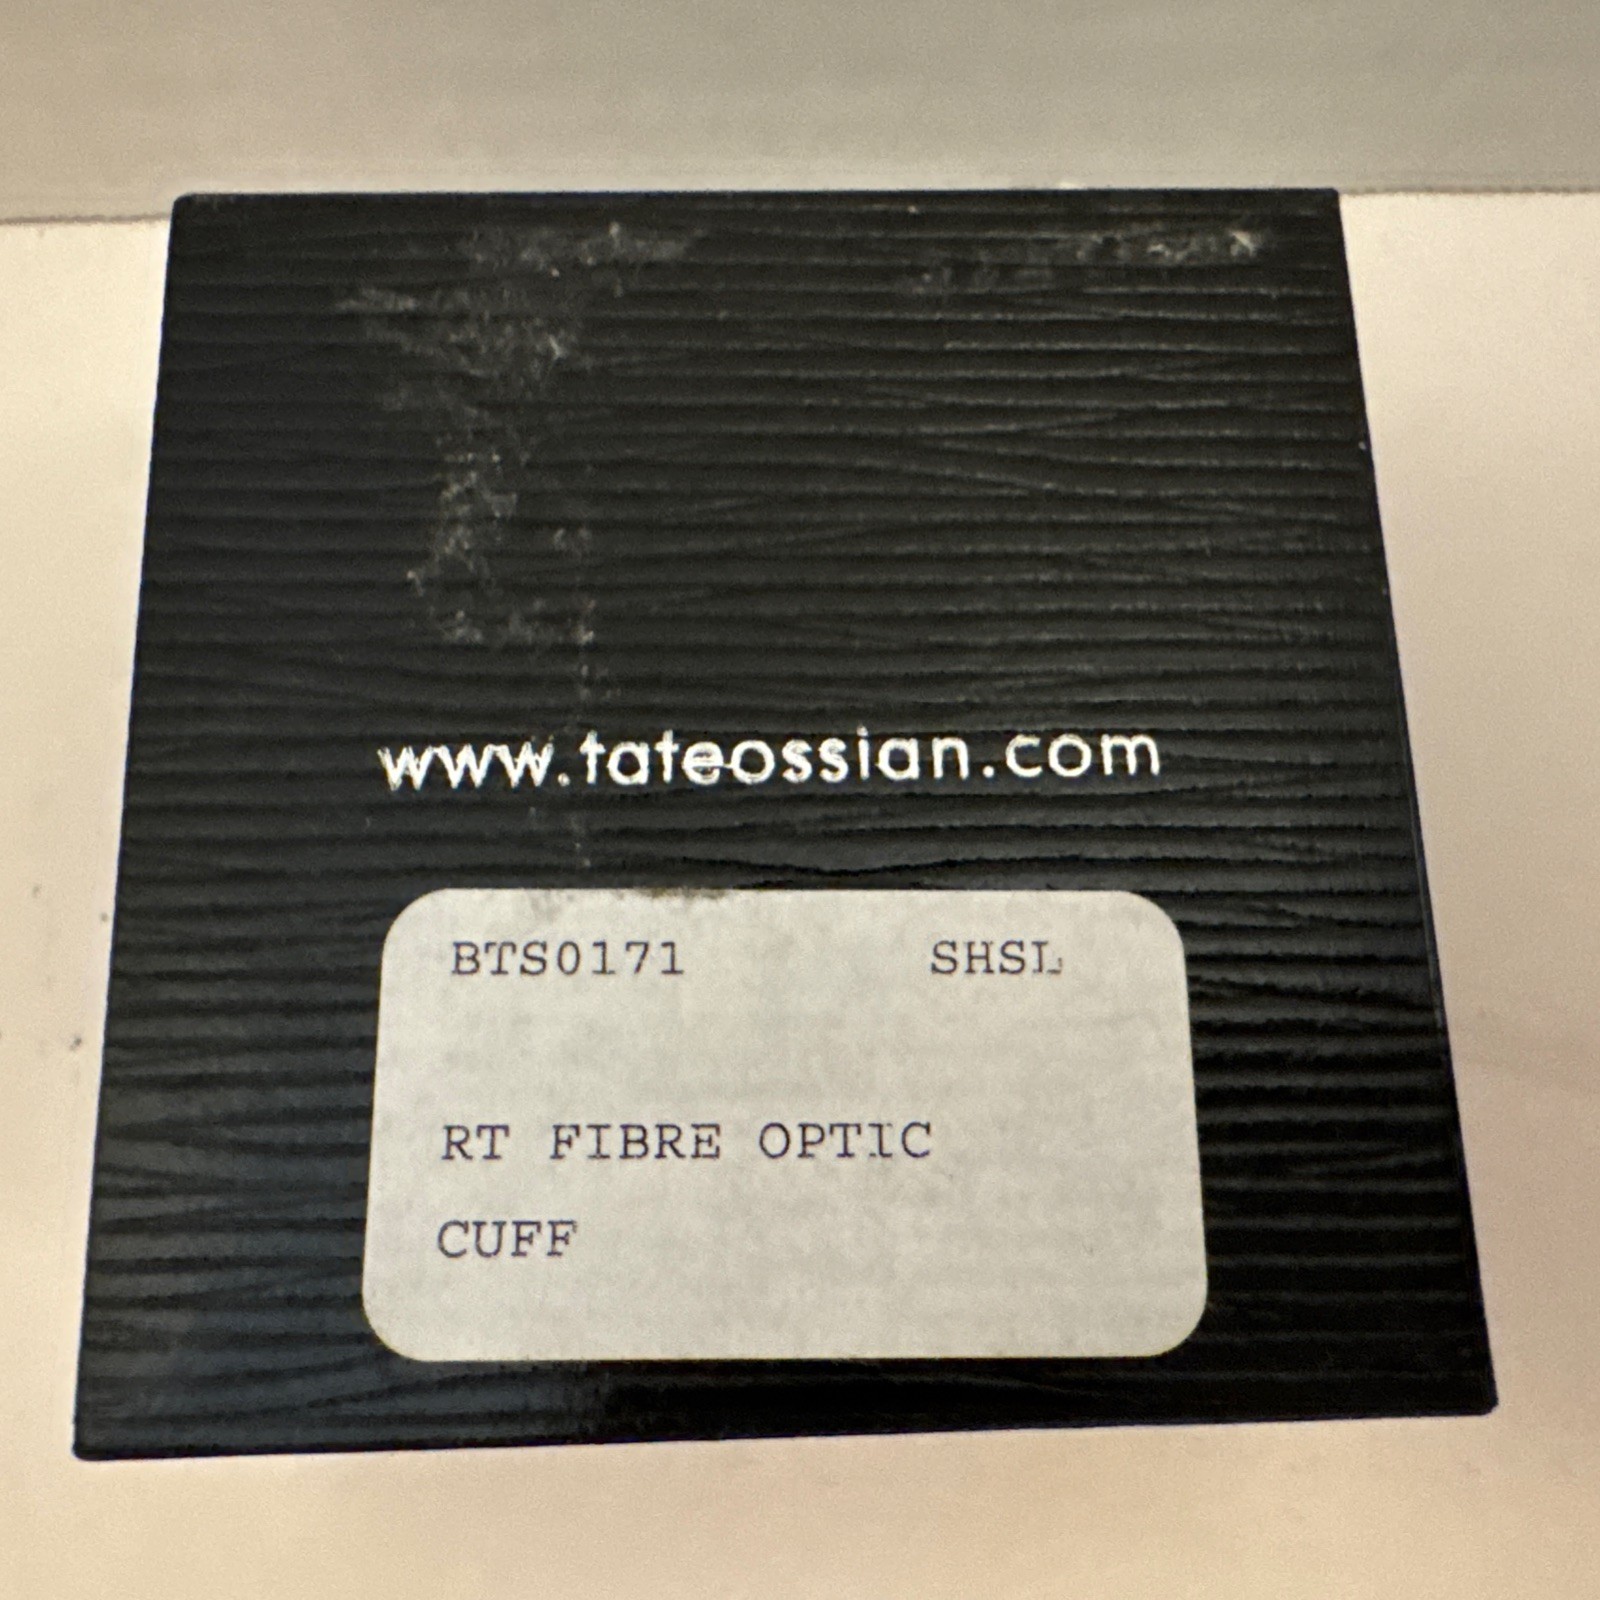 www.tateossian.com
BTS0171 SHSL
RT FIBRE OPTIC
CUFF